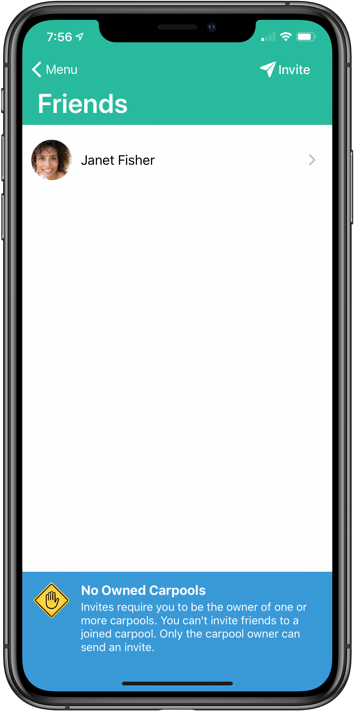 7:56
Menu
Invite
Friends
Janet Fisher
No Owned Carpools
Invites require you to be the owner of one or
more carpools. You can't invite friends to a
joined carpool. Only the carpool owner can
send an invite.